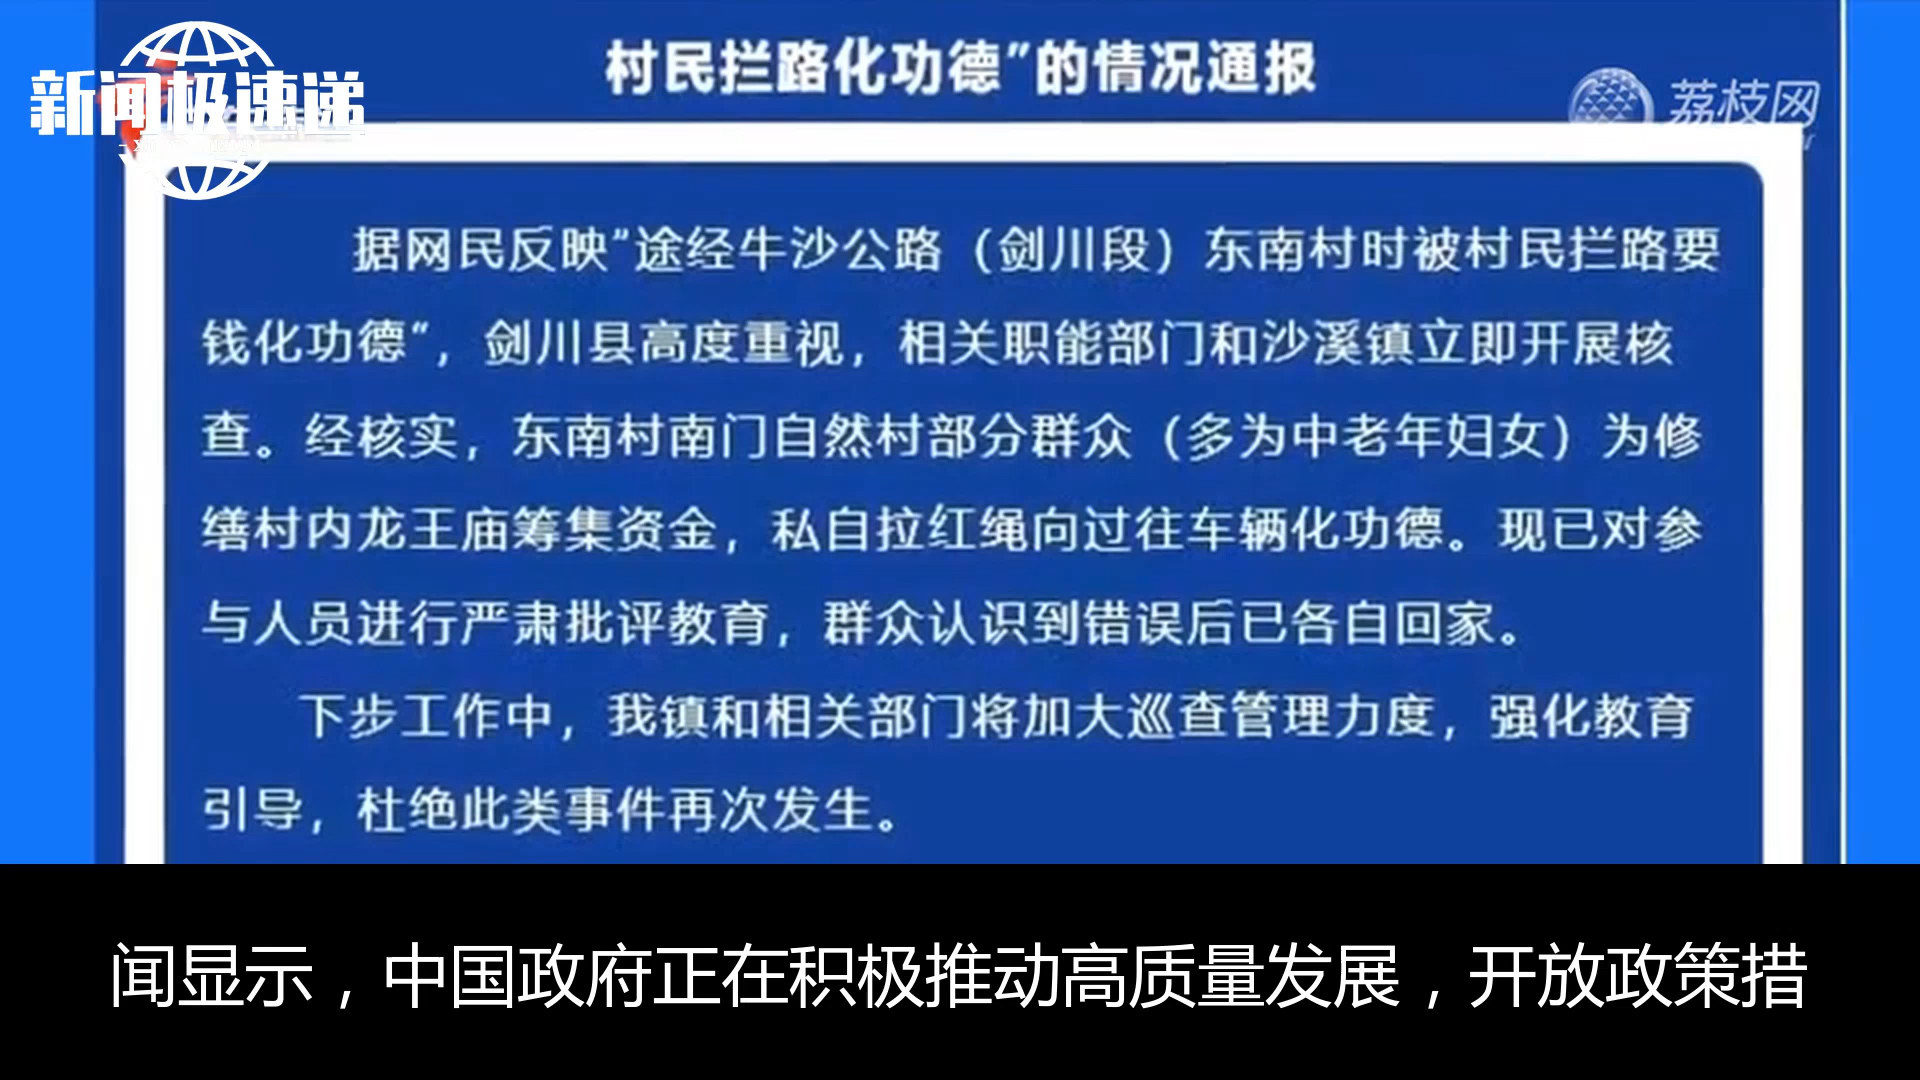 村民拦路化功德”的情况通报
新闻极速递
荔枝网
据网民反映“途经牛沙公路（剑川段）东南村时被村民拦路要
钱化功德“，剑川县高度重视，相关职能部门和沙溪镇立即开展核
查。经核实，东南村南门自然村部分群众（多为中老年妇女）为修
缮村内龙王庙筹集资金，私自拉红绳向过往车辆化功德。现已对参
与人员进行严肃批评教育，群众认识到错误后已各自回家。
下步工作中，我镇和相关部门将加大巡查管理力度，强化教育
引导，杜绝此类事件再次发生。
闻显示，中国政府正在积极推动高质量发展，开放政策措